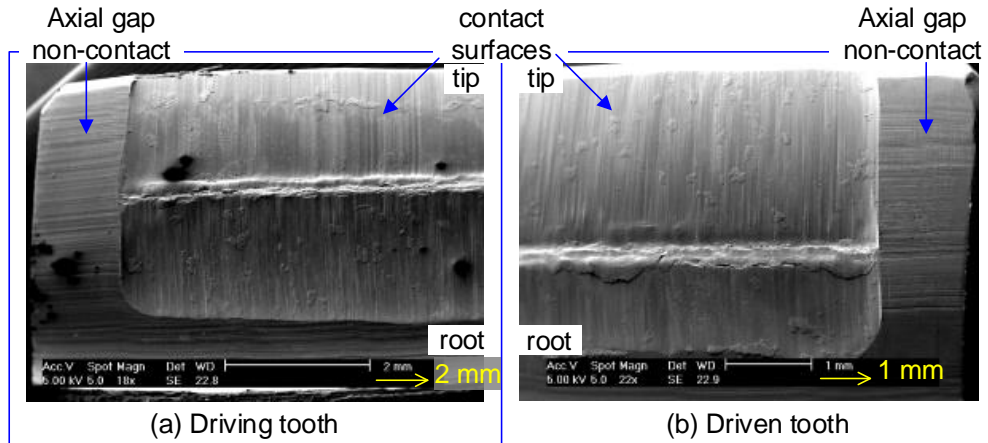 Axial gap
non-contact
contact
surfaces
Axial gap
non-contact
tip
tip
root
root
Acc.V Spot Magn Det WD 2 mm
5.00 kV 5.0 18x SE 22.8
2 mm
Acc.V Spot Magn Det WD 1 mm
5.00 kV 5.0 22x SE 22.9
1 mm
(a) Driving tooth
(b) Driven tooth